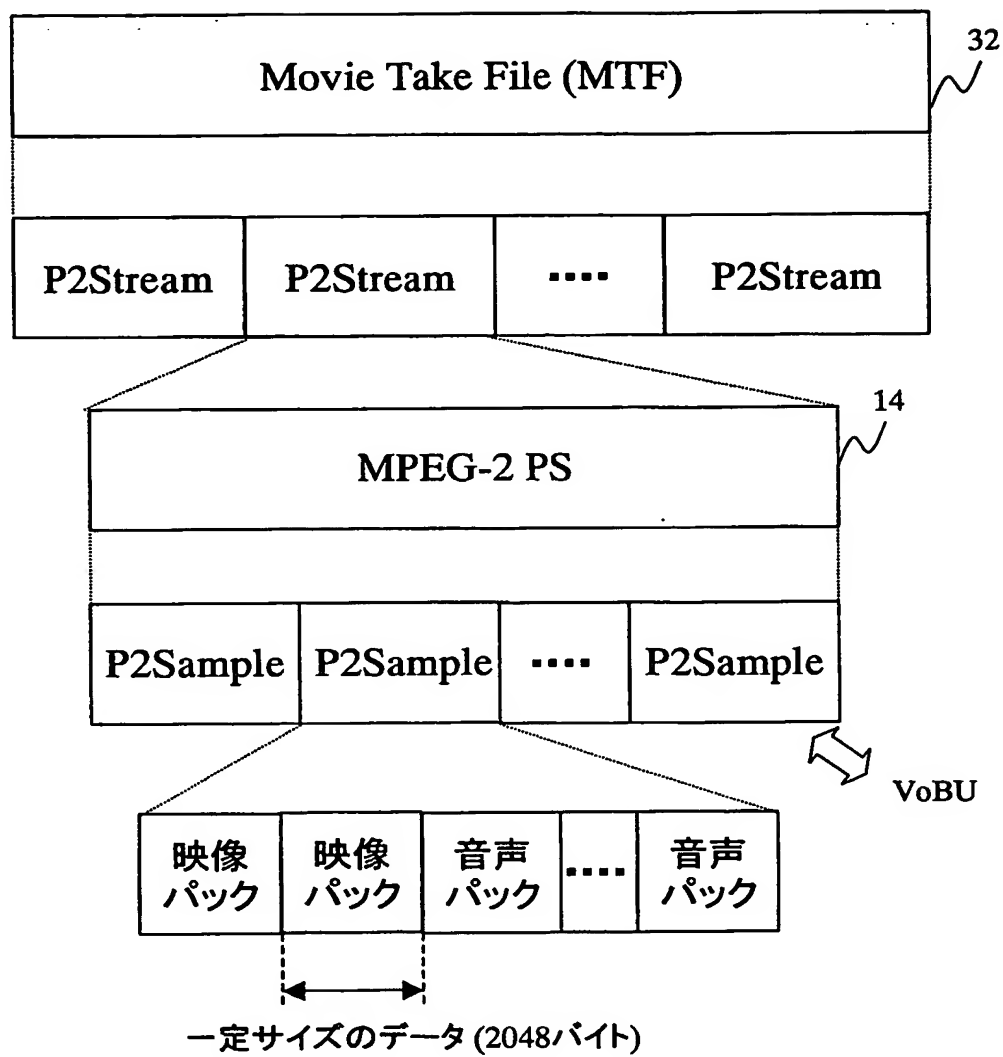 Movie Take File (MTF)
32
P2Stream P2Stream ‥‥ P2Stream
14
MPEG-2 PS
P2Sample P2Sample ‥‥ P2Sample
VoBU
映像パック 映像パック 音声パック ‥‥ 音声パック
一定サイズのデータ (2048バイト)